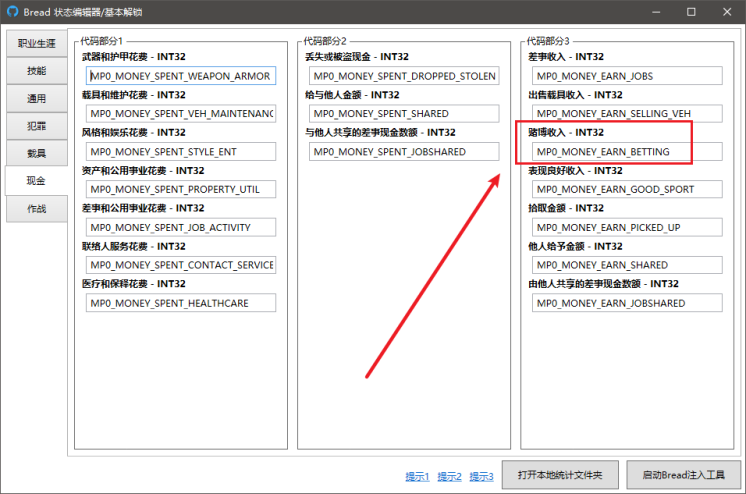 Bread 状态编辑器/基本解锁
职业生涯
技能
通用
犯罪
载具
现金
作战
代码部分1
武器和护甲花费 - INT32
MP0_MONEY_SPENT_WEAPON_ARMOR
载具和维护花费 - INT32
MP0_MONEY_SPENT_VEH_MAINTENANC
风格和娱乐花费 - INT32
MP0_MONEY_SPENT_STYLE_ENT
资产和公用事业花费 - INT32
MP0_MONEY_SPENT_PROPERTY_UTIL
差事和公用事业花费 - INT32
MP0_MONEY_SPENT_JOB_ACTIVITY
联络人服务花费 - INT32
MP0_MONEY_SPENT_CONTACT_SERVICE
医疗和保释花费 - INT32
MP0_MONEY_SPENT_HEALTHCARE
代码部分2
丢失或被盗现金 - INT32
MP0_MONEY_SPENT_DROPPED_STOLEN
给与他人金额 - INT32
MP0_MONEY_SPENT_SHARED
与他人共享的差事现金数额 - INT32
MP0_MONEY_SPENT_JOBSHARED
代码部分3
差事收入 - INT32
MP0_MONEY_EARN_JOBS
出售载具收入 - INT32
MP0_MONEY_EARN_SELLING_VEH
赌博收入 - INT32
MP0_MONEY_EARN_BETTING
表现良好收入 - INT32
MP0_MONEY_EARN_GOOD_SPORT
拾取金额 - INT32
MP0_MONEY_EARN_PICKED_UP
他人给予金额 - INT32
MP0_MONEY_EARN_SHARED
由他人共享的差事现金数额 - INT32
MP0_MONEY_EARN_JOBSHARED
提示1 提示2 提示3
打开本地统计文件夹
启动Bread注入工具